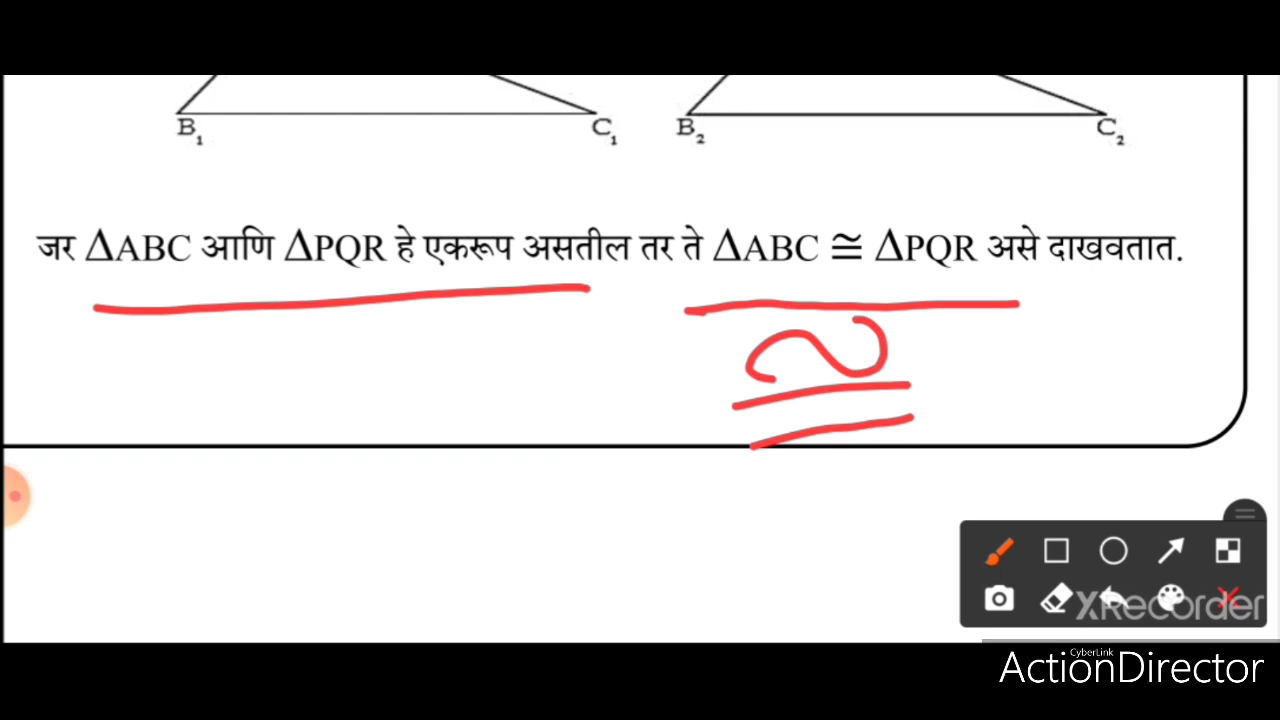 B₁ C₁ B₂ C₂
जर ΔABC आणि ΔPQR हे एकरूप असतील तर ते ΔABC ≅ ΔPQR असे दाखवतात.
≅
XRecorder
CyberLink
ActionDirector